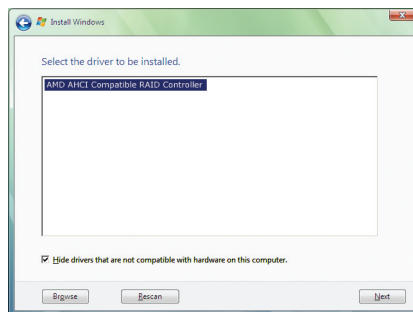 Install Windows
Select the driver to be installed.
AMD AHCI Compatible RAID Controller
Hide drivers that are not compatible with hardware on this computer.
Browse
Rescan
Next